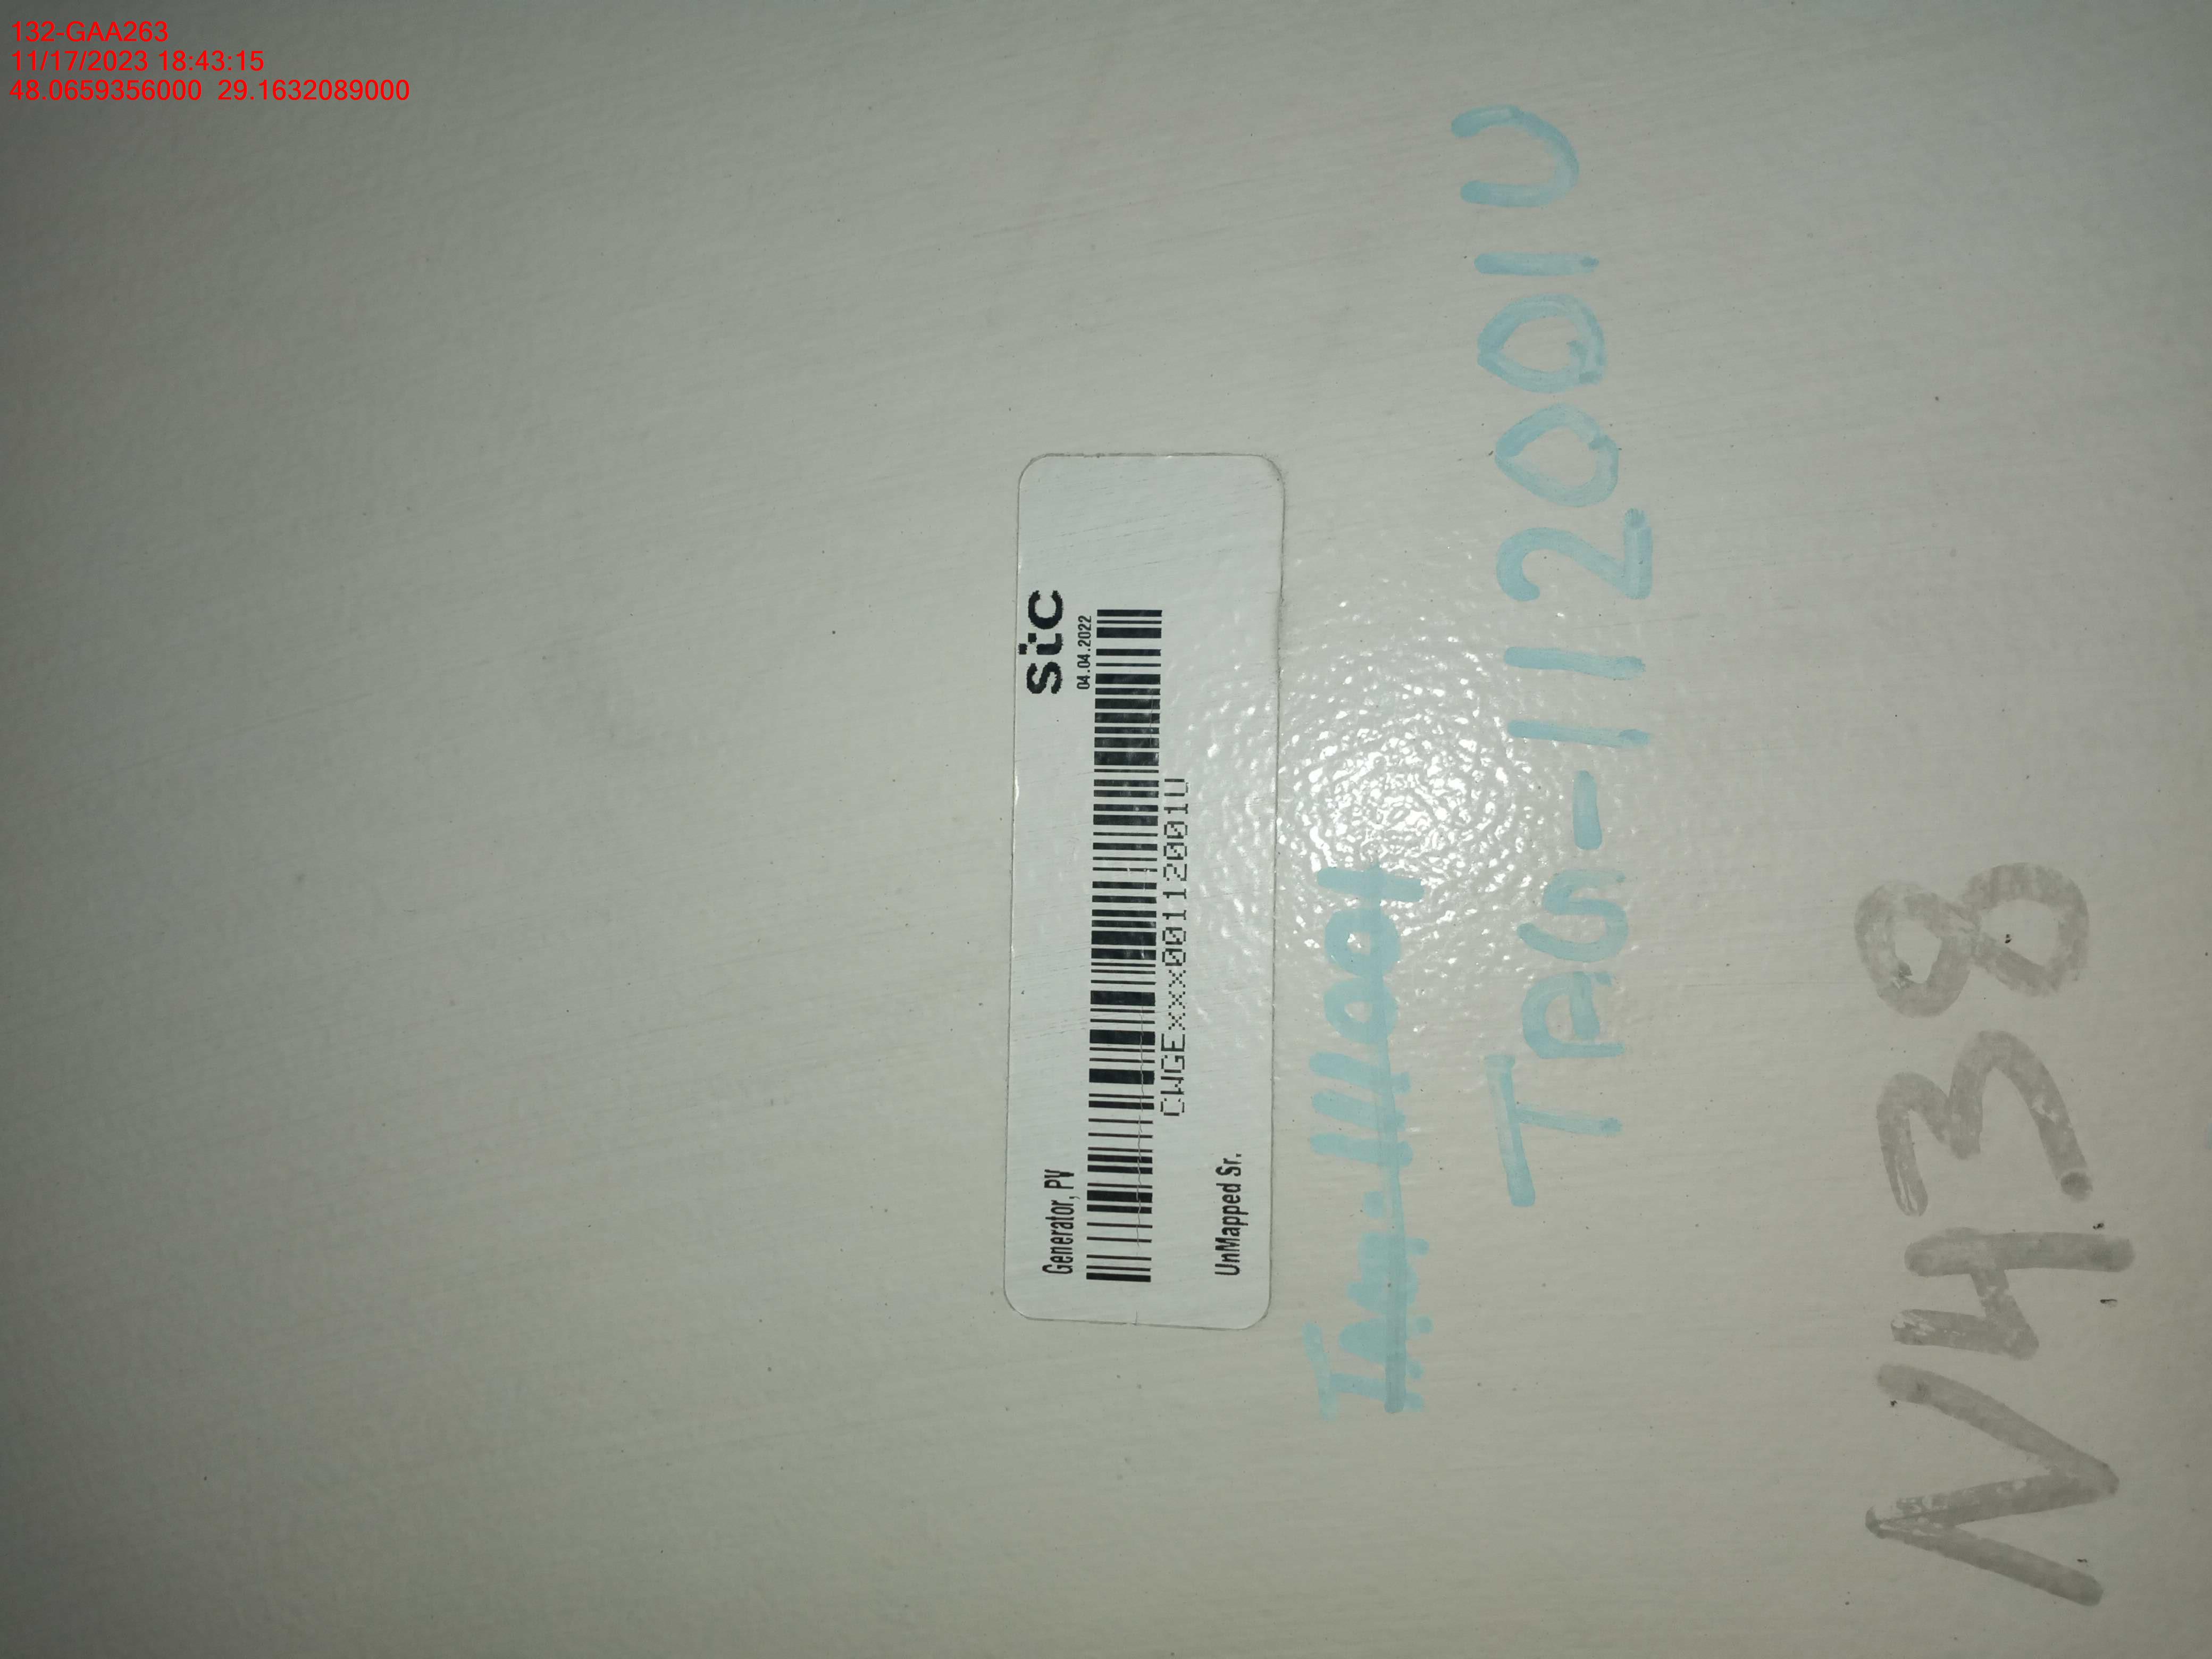 132-GAA263
11/17/2023 18:43:15
48.0659356000 29.1632089000
stc
04.04.2022
Generator, PV
CWGExxxx00112001U
UnMapped Sr.
TAG-112001U
N438